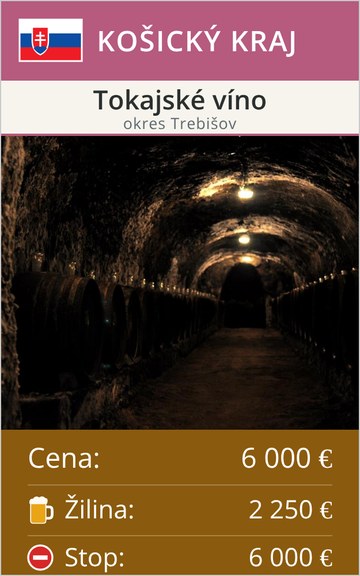 KOŠICKÝ KRAJ
Tokajské víno
okres Trebišov
Cena: 6 000 €
Žilina: 2 250 €
Stop: 6 000 €